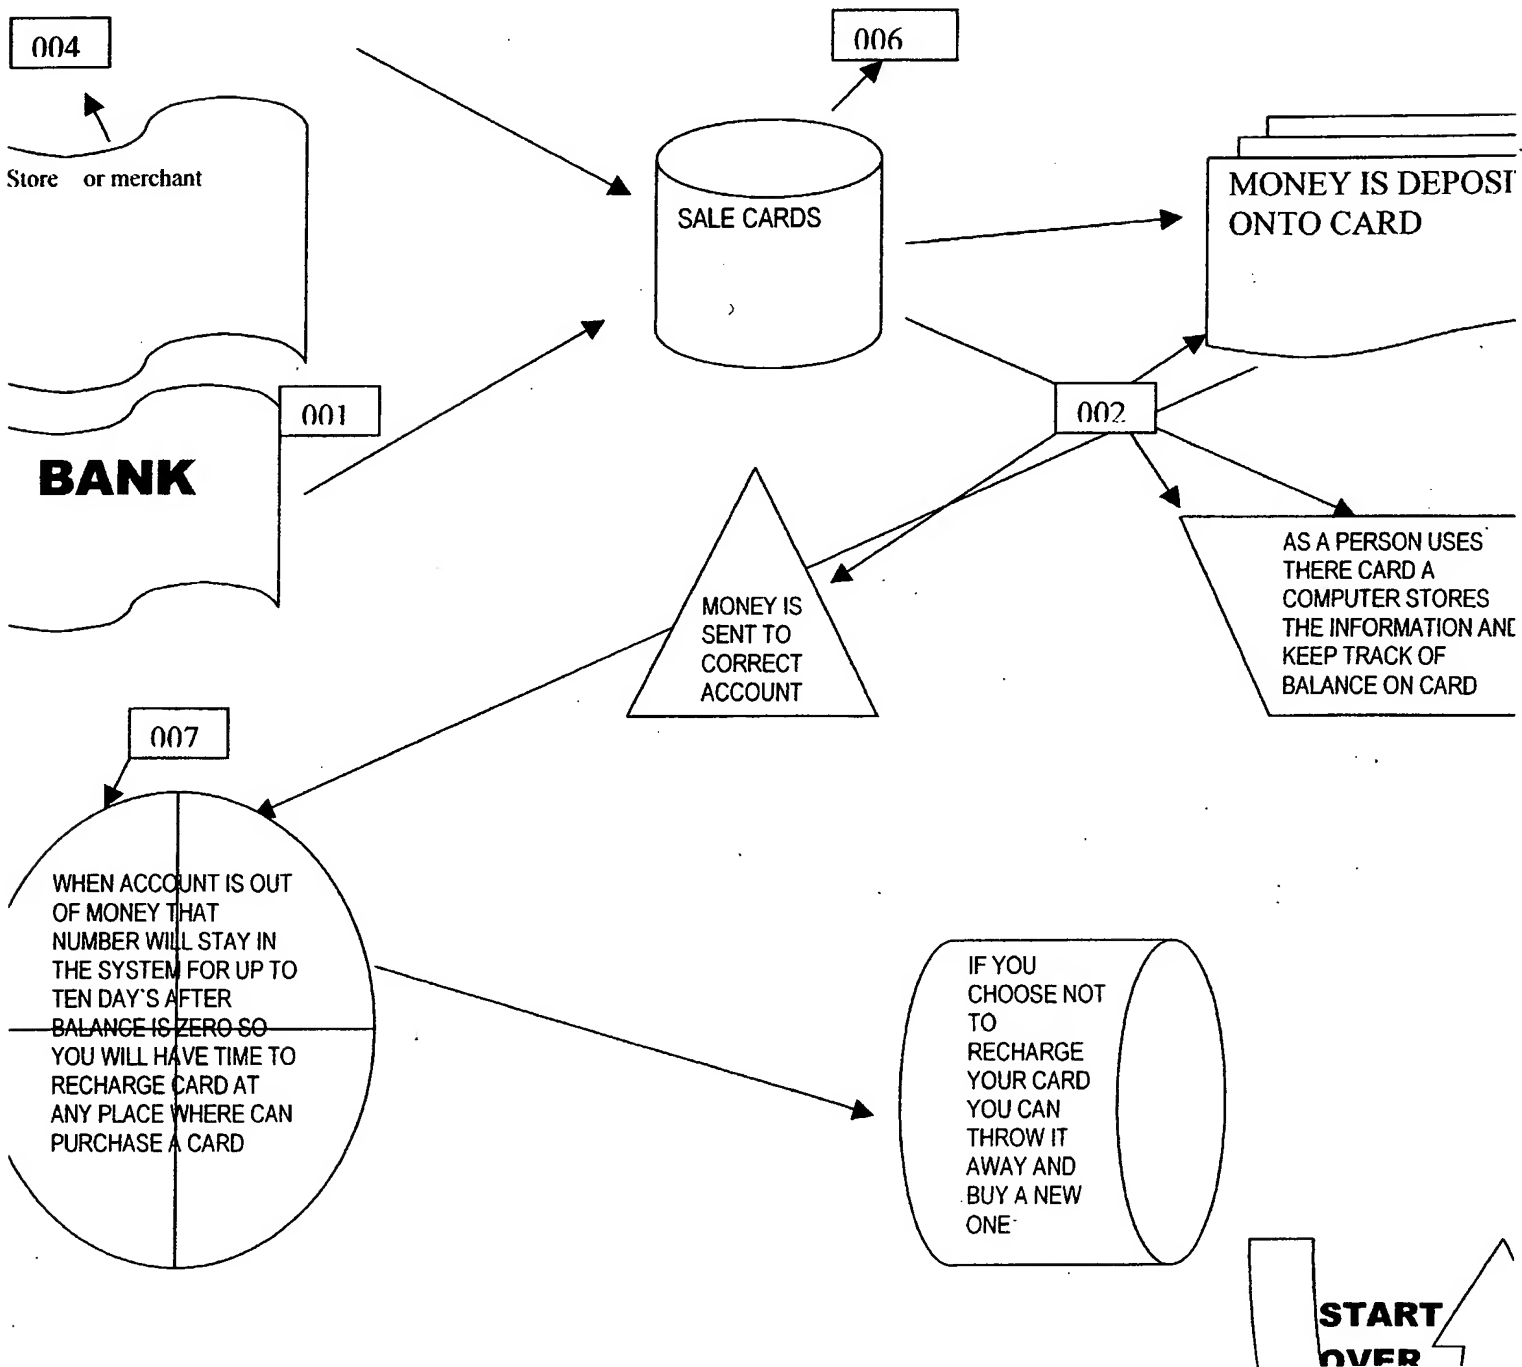 004
006
Store or merchant
SALE CARDS
MONEY IS DEPOSI
ONTO CARD
001
BANK
002
MONEY IS
SENT TO
CORRECT
ACCOUNT
AS A PERSON USES
THERE CARD A
COMPUTER STORES
THE INFORMATION AND
KEEP TRACK OF
BALANCE ON CARD
007
WHEN ACCOUNT IS OUT
OF MONEY THAT
NUMBER WILL STAY IN
THE SYSTEM FOR UP TO
TEN DAY'S AFTER
BALANCE IS ZERO SO
YOU WILL HAVE TIME TO
RECHARGE CARD AT
ANY PLACE WHERE CAN
PURCHASE A CARD
IF YOU
CHOOSE NOT
TO
RECHARGE
YOUR CARD
YOU CAN
THROW IT
AWAY AND
BUY A NEW
ONE
START
OVER